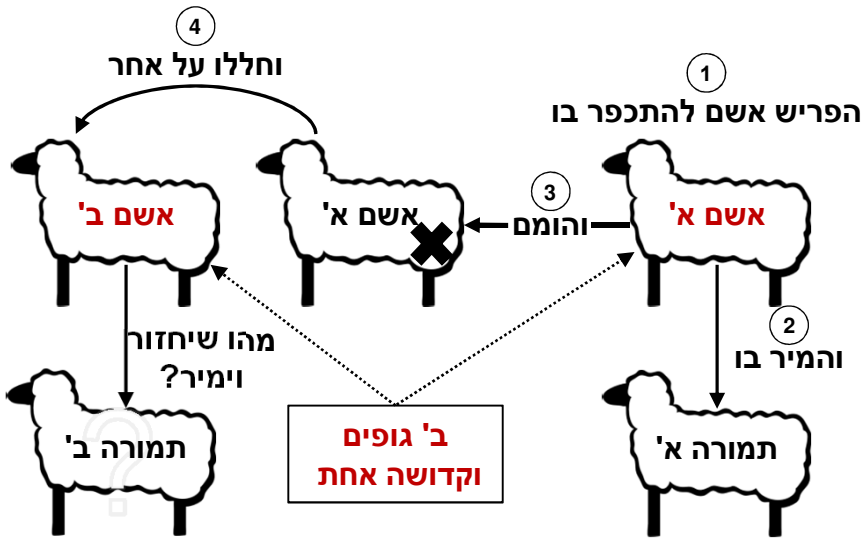 1
הפריש אשם להתכפר בו
אשם א'
2
והמיר בו
תמורה א'
3
והומם
אשם א'
4
וחללו על אחר
אשם ב'
מהו שיחזור
וימיר?
תמורה ב'
?
ב' גופים
וקדושה אחת